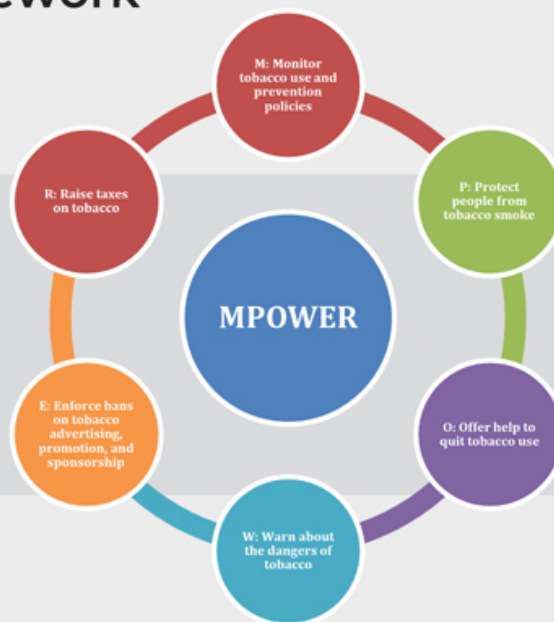 M: Monitor
tobacco use and
prevention
policies
P: Protect
people from
tobacco smoke
O: Offer help to
quit tobacco use
W: Warn about
the dangers of
tobacco
E: Enforce bans
on tobacco
advertising,
promotion, and
sponsorship
R: Raise taxes
on tobacco
MPOWER